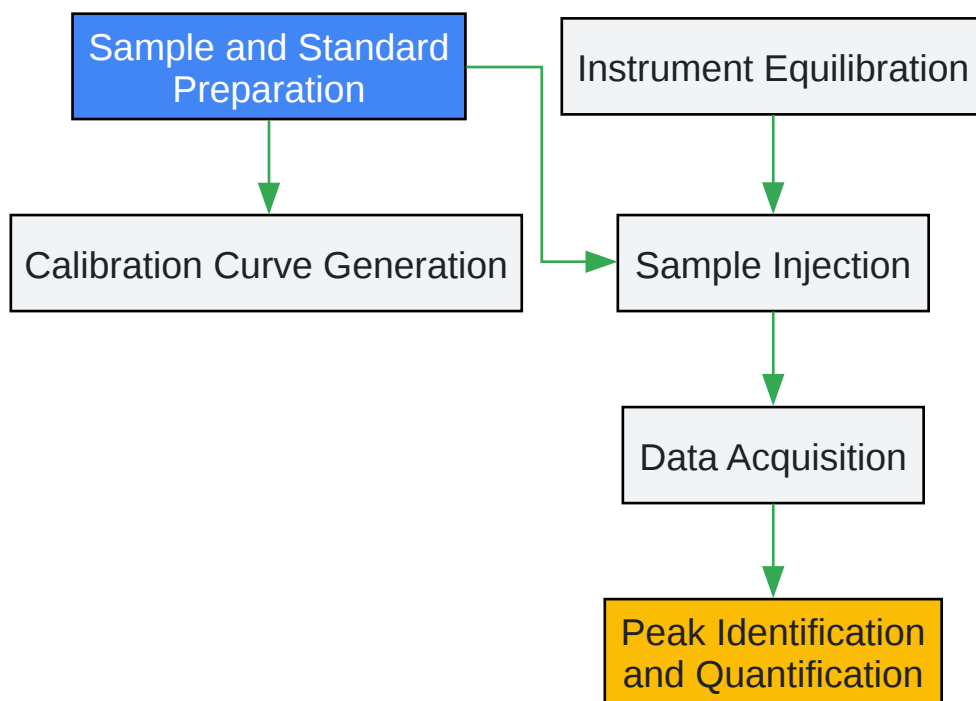 Sample and Standard
Preparation
Instrument Equilibration
Calibration Curve Generation
Sample Injection
Data Acquisition
Peak Identification
and Quantification